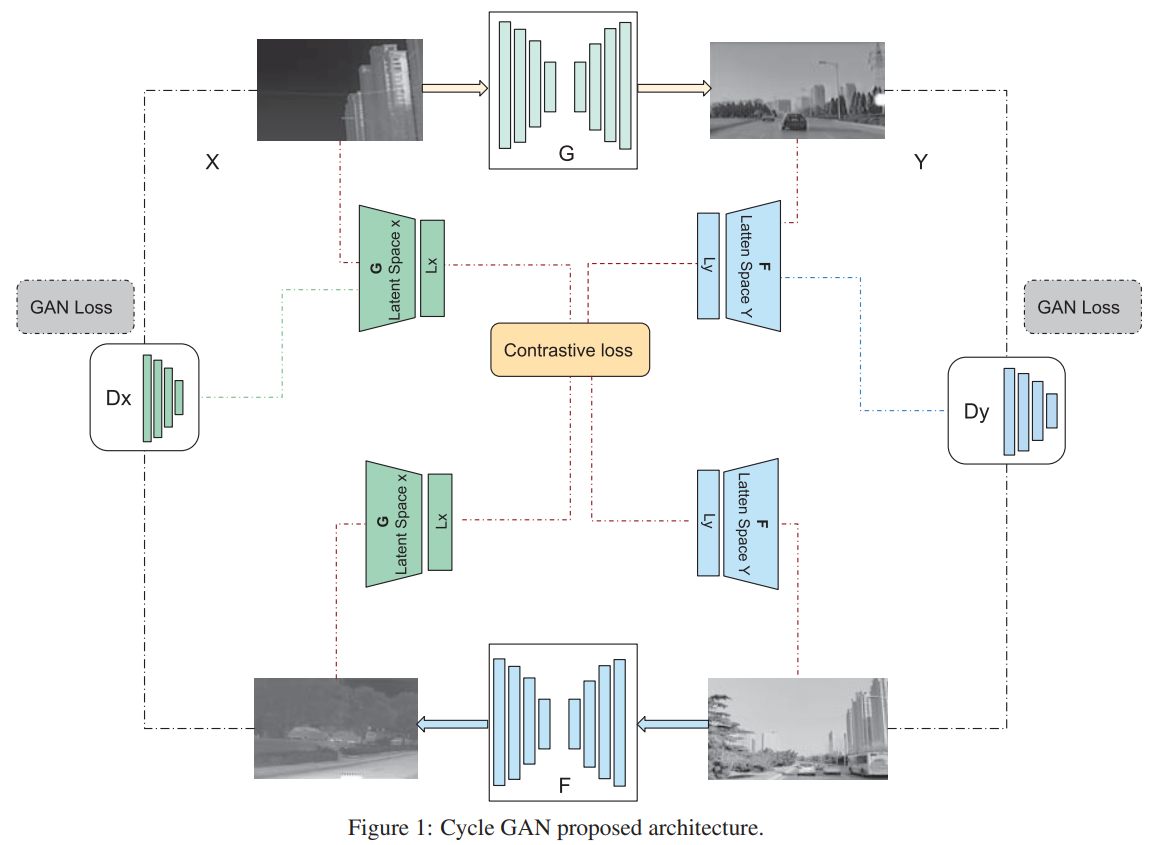 G
X
Y
G
Latent Space x
Lx
Ly
Latten Space Y
F
GAN Loss
GAN Loss
Contrastive loss
Dx
Dy
G
Latent Space x
Lx
Ly
Latten Space Y
F
F
Figure 1: Cycle GAN proposed architecture.